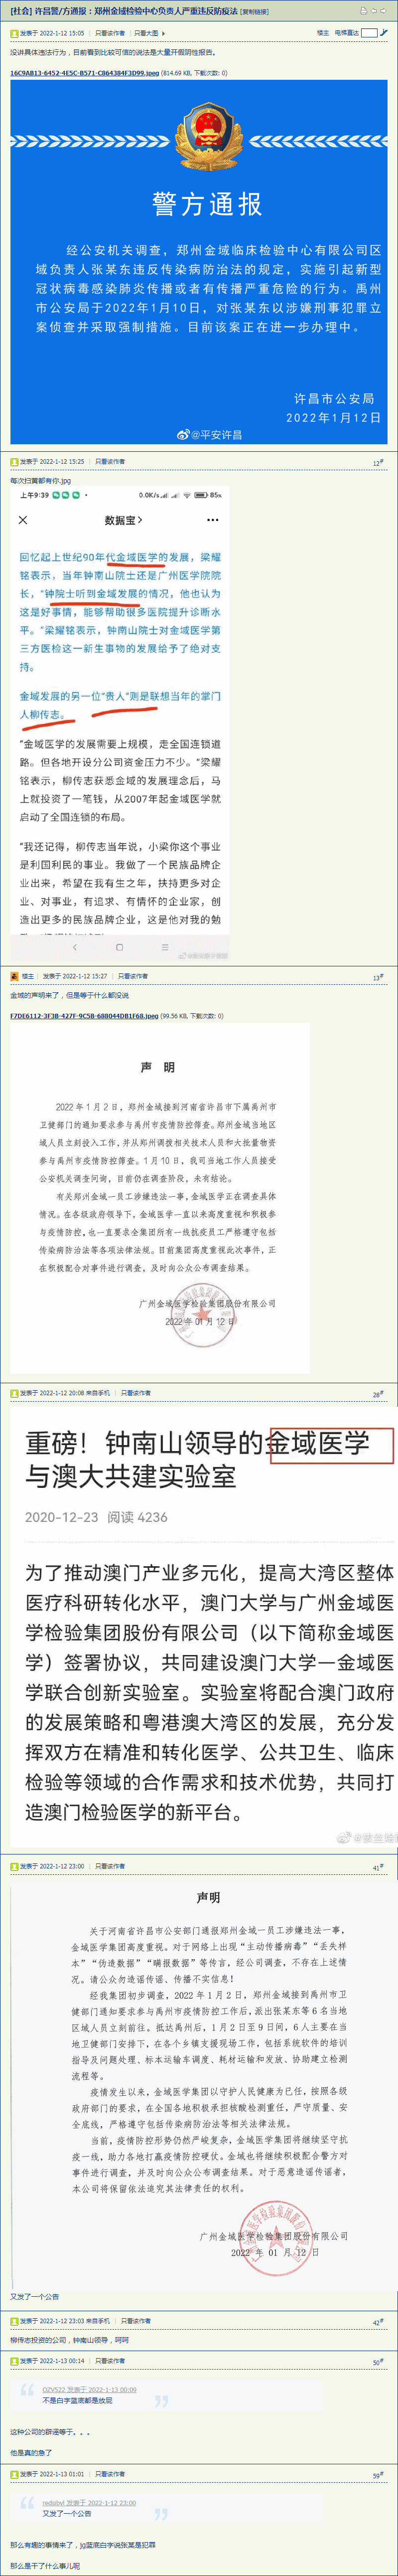 [社会] 许昌警/方通报：郑州金域检验中心负责人严重违反防疫法 [复制链接]
发表于 2022-1-12 15:05 | 只看该作者 | 只看大图
楼主 电梯直达
没讲具体违法行为，目前看到比较可信的说法是大量开假阴性报告。
16C9AB13-6452-4E5C-B571-CB64384F3D99.jpeg (814.69 KB, 下载次数: 0)
警方通报
经公安机关调查，郑州金域临床检验中心有限公司区
域负责人张某东违反传染病防治法的规定，实施引起新型
冠状病毒感染肺炎传播或者有传播严重危险的行为。禹州
市公安局于2022年1月10日，对张某东以涉嫌刑事犯罪立
案侦查并采取强制措施。目前该案正在进一步办理中。
许昌市公安局
2022年1月12日
@平安许昌
发表于 2022-1-12 15:25 | 只看该作者
12#
每次扫黄都有你.jpg
上午9:39
0.0K/s
85%
数据宝
回忆起上世纪90年代金域医学的发展，梁耀
铭表示，当年钟南山院士还是广州医学院院
长，“钟院士听到金域发展的情况，他也认为
这是好事情，能够帮助很多医院提升诊断水
平。”梁耀铭表示，钟南山院士对金域医学第
三方医检这一新生事物的发展给予了绝对支
持。
金域发展的另一位“贵人”则是联想当年的掌门
人柳传志。
“金域医学的发展需要上规模，走全国连锁道
路。但各地开设分公司资金压力不少。”梁耀
铭表示，柳传志获悉金域的发展理念后，马
上就投资了一笔钱，从2007年起金域医学就
启动了全国连锁的布局。
“我还记得，柳传志当年说，小梁你这个事业
是利国利民的事业。我做了一个民族品牌企
业出来，希望在我有生之年，扶持更多对企
业、对事业，有追求、有情怀的企业家，创
造出更多的民族品牌企业，这是他对我的勉
楼主 | 发表于 2022-1-12 15:27 | 只看该作者
13#
金域的声明来了，但是等于什么都没说
F7DE6112-3F3B-427F-9C5B-688D44DB1F68.jpeg (99.56 KB, 下载次数: 0)
声 明
2022年1月2日，郑州金域接到河南省许昌市下属禹州市
卫健部门的通知要求参与禹州市疫情防控筛查。郑州金域当地区
域人员立刻投入工作，并从郑州调拨相关技术人员和大批量物资
参与禹州市疫情防控筛查。1月10日，我司当地工作人员接受
公安机关调查问询，目前仍在调查阶段，未有结论。
有关郑州金域一员工涉嫌违法一事，金域医学正在调查具体
情况。在各级政府领导下，金域医学一直以来高度重视和积极参
与疫情防控，也一直要求全集团所有一线抗疫员工严格遵守包括
传染病防治法等各项法律法规。目前集团高度重视此次事件，正
在积极配合对事件进行调查，及时向公众公布调查结果。
广州金域医学检验集团股份有限公司
2022年01月12日
发表于 2022-1-12 20:08 来自手机 | 只看该作者
28#
重磅！钟南山领导的金域医学
与澳大共建实验室
2020-12-23 阅读 4236
为了推动澳门产业多元化，提高大湾区整体
医疗科研转化水平，澳门大学与广州金域医
学检验集团股份有限公司（以下简称金域医
学）签署协议，共同建设澳门大学—金域医
学联合创新实验室。实验室将配合澳门政府
的发展策略和粤港澳大湾区的发展，充分发
挥双方在精准和转化医学、公共卫生、临床
检验等领域的合作需求和技术优势，共同打
造澳门检验医学的新平台。
发表于 2022-1-12 23:00 | 只看该作者
41#
声明
关于河南省许昌市公安部门通报郑州金域一员工涉嫌违法一事，
金域医学集团高度重视。对于网络上出现“主动传播病毒”“丢失样
本”“伪造数据”“瞒报数据”等传言，经公司调查，不存在上述情
况。请公众勿造谣传谣、传播不实信息！
经我集团初步调查，2022年1月2日，郑州金域接到禹州市卫
健部门通知要求参与禹州市疫情防控工作后，派出张某东等6名当地
区域人员立刻前往。抵达禹州后，1月2日至9日间，6人主要在当
地卫健部门安排下，在各个乡镇支援现场工作，包括系统软件的培训
指导及问题处理、标本运输车调度、耗材运输和发放、协助建立检测
流程等。
疫情发生以来，金域医学集团以守护人民健康为已任，按照各级
政府部门的要求，在全国各地积极承担核酸检测重任，严守质量、安
全底线，严格遵守包括传染病防治法等相关法律法规。
当前，疫情防控形势仍然严峻复杂，金域医学集团将继续坚守抗
疫一线，助力各地打赢疫情防控硬仗。金域也将继续积极配合警方对
事件进行调查，并及时向公众公布调查结果。对于恶意造谣传谣者，
本公司将保留依法追究其法律责任的权利。
广州金域医学检验集团股份有限公司
2022 年 01 月 12 日
又发了一个公告
发表于 2022-1-12 23:03 来自手机 | 只看该作者
42#
柳传志投资的公司，钟南山领导，呵呵
发表于 2022-1-13 00:14 | 只看该作者
50#
QZV522 发表于 2022-1-13 00:09
不是白字蓝底都是放屁
这种公司的辟谣等于。。。
他是真的急了
发表于 2022-1-13 01:01 | 只看该作者
59#
redsbyl 发表于 2022-1-12 23:00
又发了一个公告
那么有趣的事情来了，jg蓝底白字说张某是犯罪
那么是干了什么事儿呢